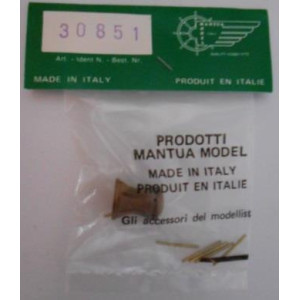 30851
Art. - Ident N. - Best. Nr.
MADE IN ITALY
PRODUIT EN ITALIE
PRODOTTI
MANTUA MODEL
MADE IN ITALY
PRODUIT EN ITALIE
Gli accessori del modellist